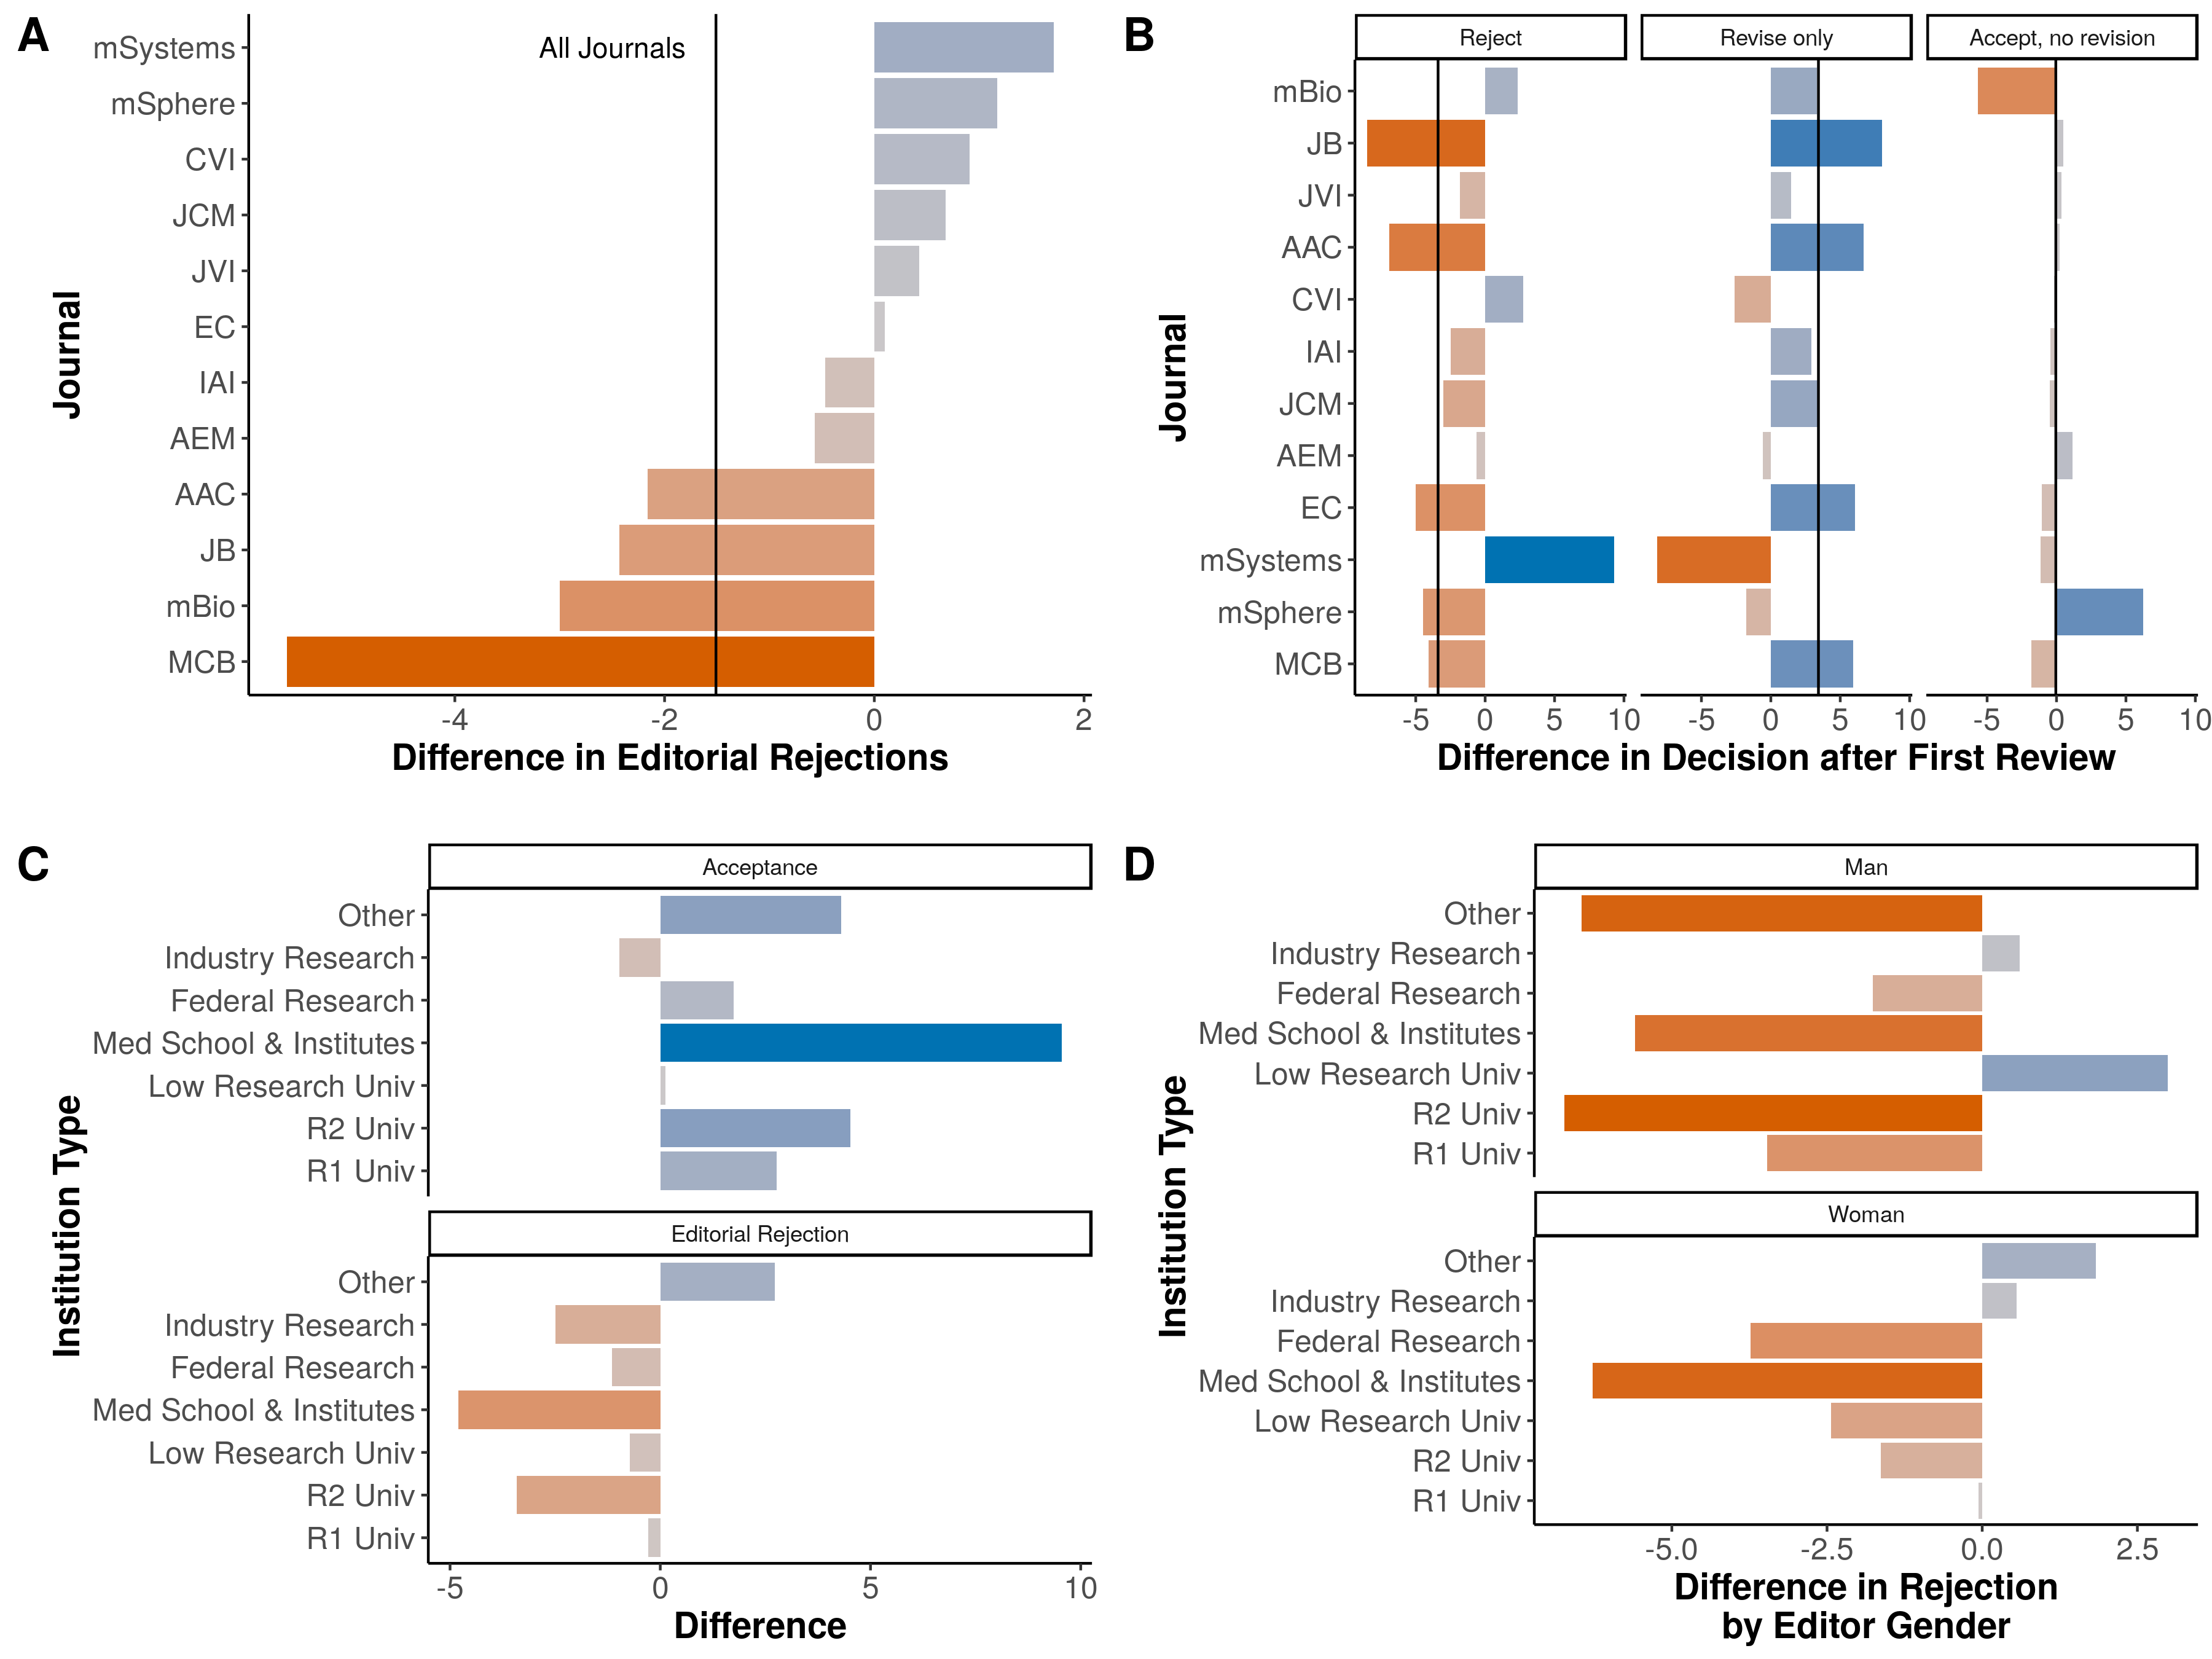 A
All Journals
mSystems
mSphere
CVI
JCM
JVI
EC
IAI
AEM
AAC
JB
mBio
MCB
Journal
-4 -2 0 2
Difference in Editorial Rejections
B
Reject Revise only Accept, no revision
mBio
JB
JVI
AAC
CVI
IAI
JCM
AEM
EC
mSystems
mSphere
MCB
Journal
-5 0 5 10 -5 0 5 10 -5 0 5 10
Difference in Decision after First Review
C
Acceptance
Other
Industry Research
Federal Research
Med School & Institutes
Low Research Univ
R2 Univ
R1 Univ
Institution Type
Editorial Rejection
Other
Industry Research
Federal Research
Med School & Institutes
Low Research Univ
R2 Univ
R1 Univ
-5 0 5 10
Difference
D
Man
Other
Industry Research
Federal Research
Med School & Institutes
Low Research Univ
R2 Univ
R1 Univ
Institution Type
Woman
Other
Industry Research
Federal Research
Med School & Institutes
Low Research Univ
R2 Univ
R1 Univ
-5.0 -2.5 0.0 2.5
Difference in Rejection
by Editor Gender